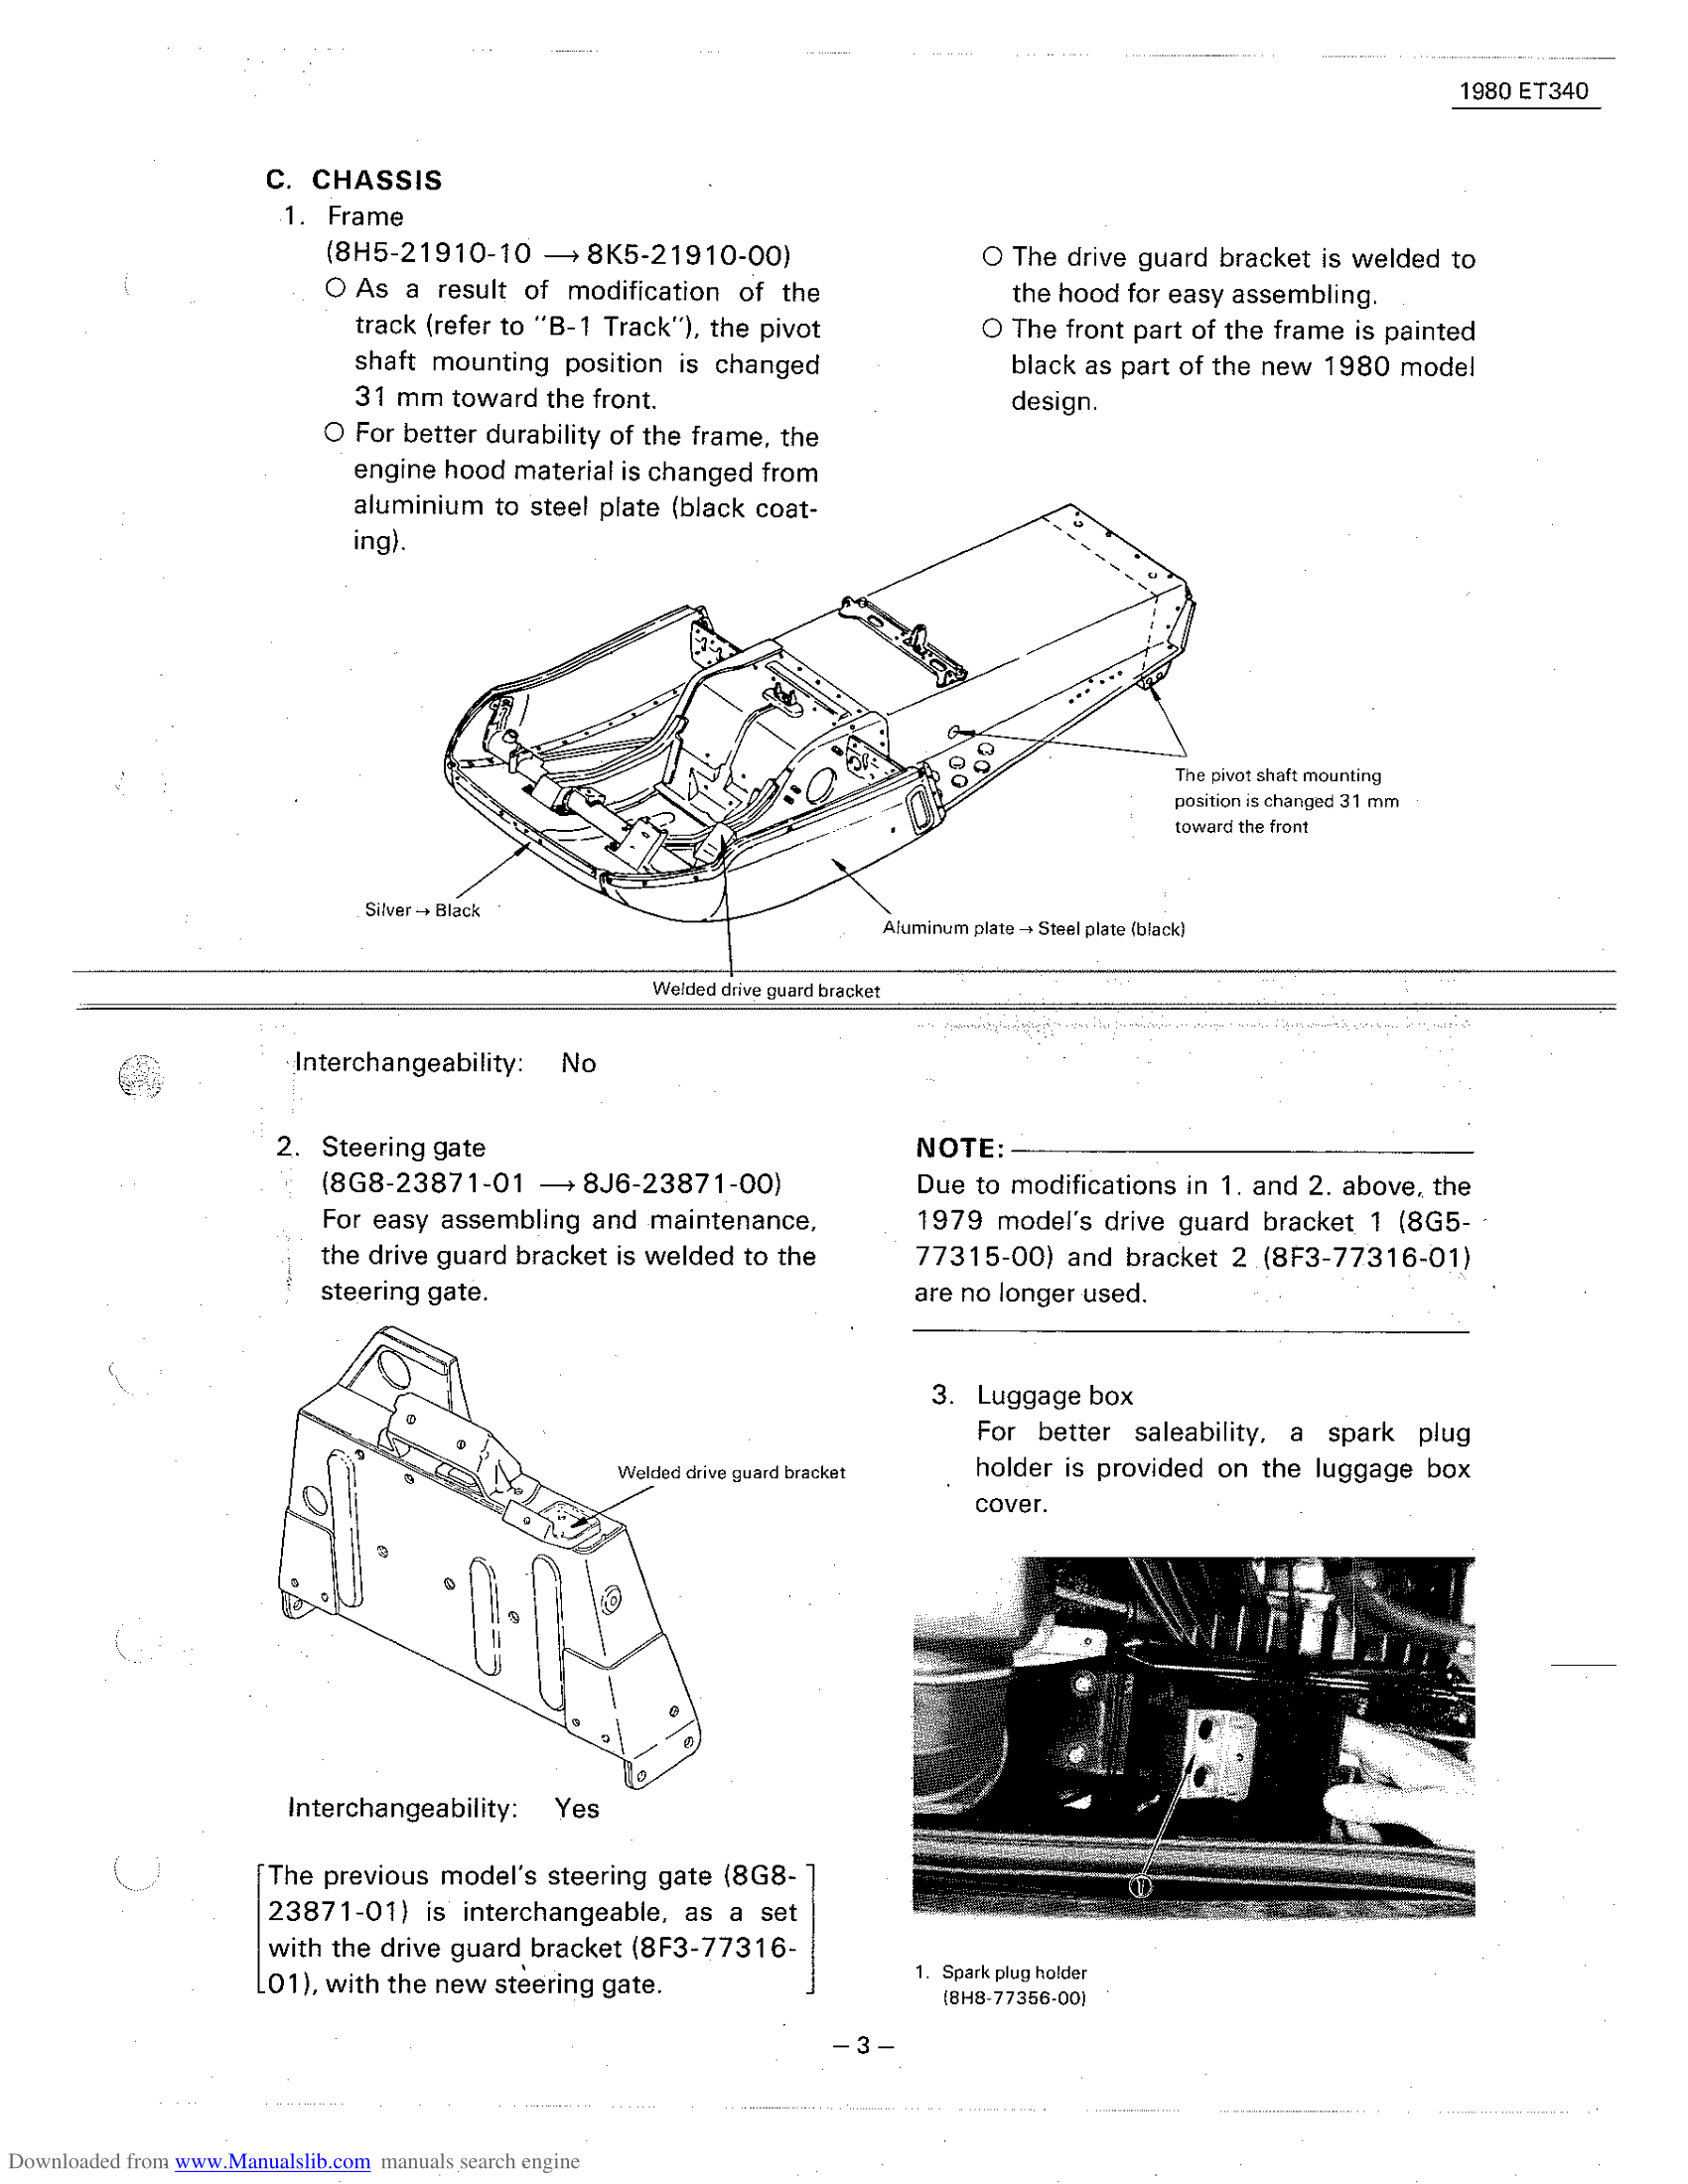 1980 ET340
C. CHASSIS
1. Frame
(8H5-21910-10 → 8K5-21910-00)
○ As a result of modification of the
track (refer to "B-1 Track"), the pivot
shaft mounting position is changed
31 mm toward the front.
○ For better durability of the frame, the
engine hood material is changed from
aluminium to steel plate (black coat-
ing).
○ The drive guard bracket is welded to
the hood for easy assembling.
○ The front part of the frame is painted
black as part of the new 1980 model
design.
The pivot shaft mounting
position is changed 31 mm
toward the front
Silver → Black
Aluminum plate → Steel plate (black)
Welded drive guard bracket
Interchangeability: No
2. Steering gate
(8G8-23871-01 → 8J6-23871-00)
For easy assembling and maintenance,
the drive guard bracket is welded to the
steering gate.
Welded drive guard bracket
Interchangeability: Yes
The previous model's steering gate (8G8-
23871-01) is interchangeable, as a set
with the drive guard bracket (8F3-77316-
01), with the new steering gate.
NOTE:
Due to modifications in 1. and 2. above, the
1979 model's drive guard bracket 1 (8G5-
77315-00) and bracket 2 (8F3-77316-01)
are no longer used.
3. Luggage box
For better saleability, a spark plug
holder is provided on the luggage box
cover.
①
1. Spark plug holder
(8H8-77356-00)
– 3 –
Downloaded from www.Manualslib.com manuals search engine